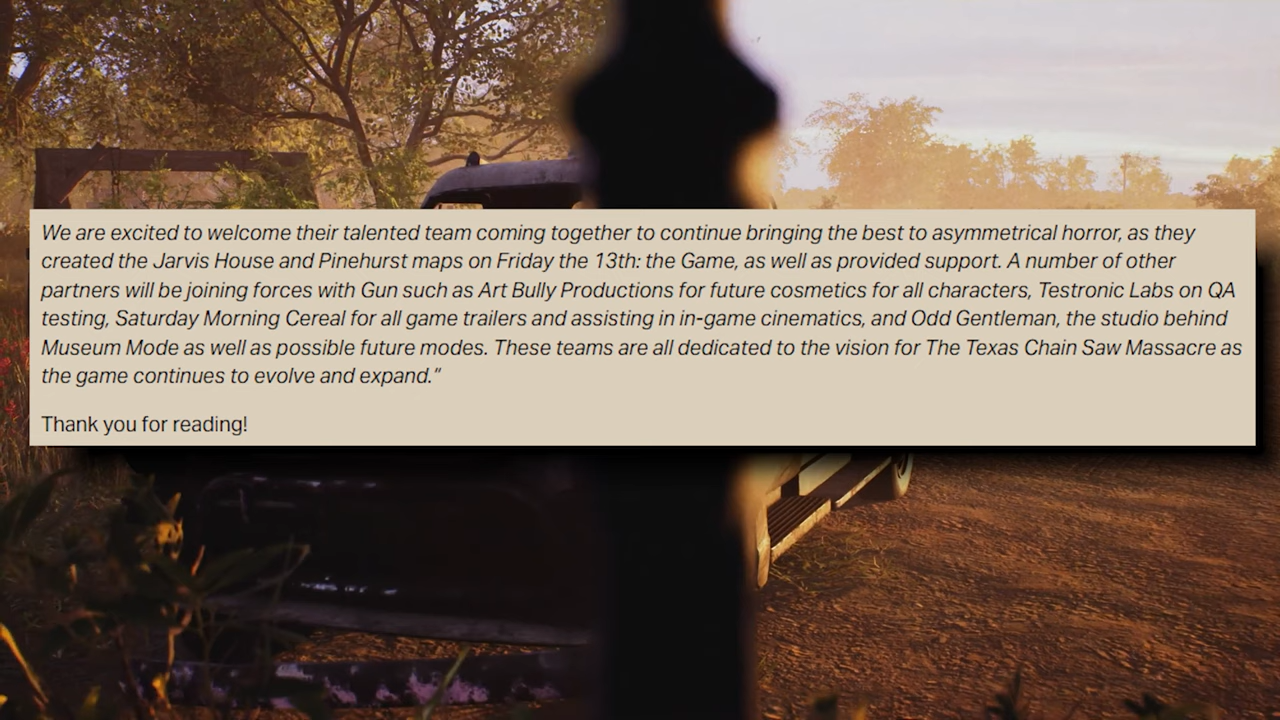 We are excited to welcome their talented team coming together to continue bringing the best to asymmetrical horror, as they
created the Jarvis House and Pinehurst maps on Friday the 13th: the Game, as well as provided support. A number of other
partners will be joining forces with Gun such as Art Bully Productions for future cosmetics for all characters, Testronic Labs on QA
testing, Saturday Morning Cereal for all game trailers and assisting in in-game cinematics, and Odd Gentleman, the studio behind
Museum Mode as well as possible future modes. These teams are all dedicated to the vision for The Texas Chain Saw Massacre as
the game continues to evolve and expand.“
Thank you for reading!